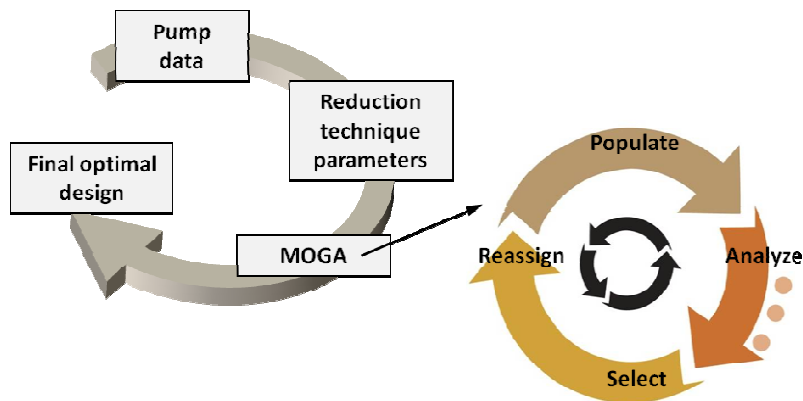 Pump
data
Reduction
technique
parameters
Final optimal
design
MOGA
Populate
Reassign
Analyze
Select